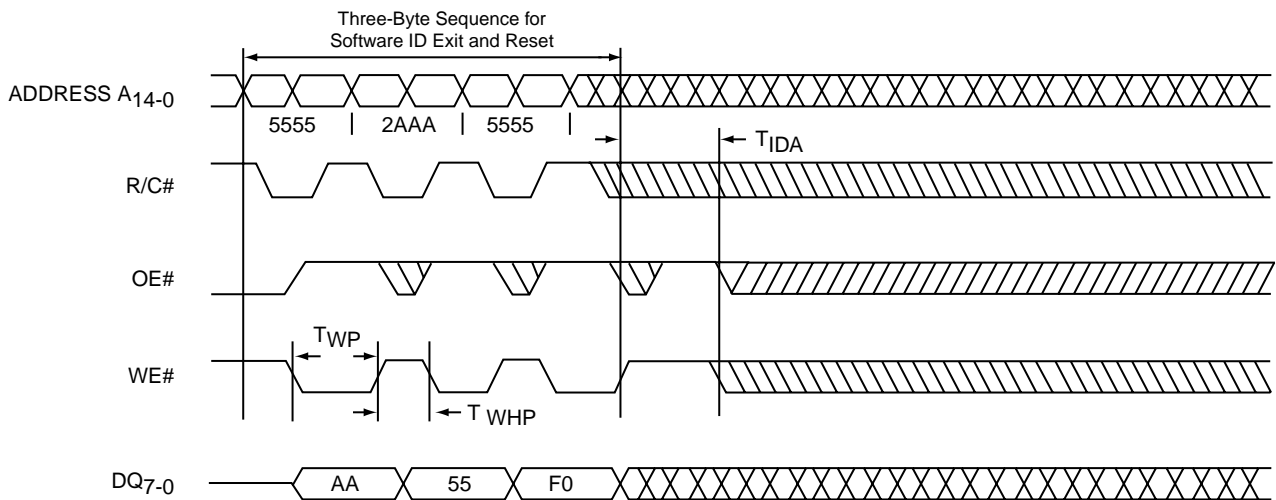 Three-Byte Sequence for
Software ID Exit and Reset
ADDRESS A14-0
5555 2AAA 5555
TIDA
R/C#
OE#
TWP
WE#
TWHP
DQ7-0 AA 55 F0